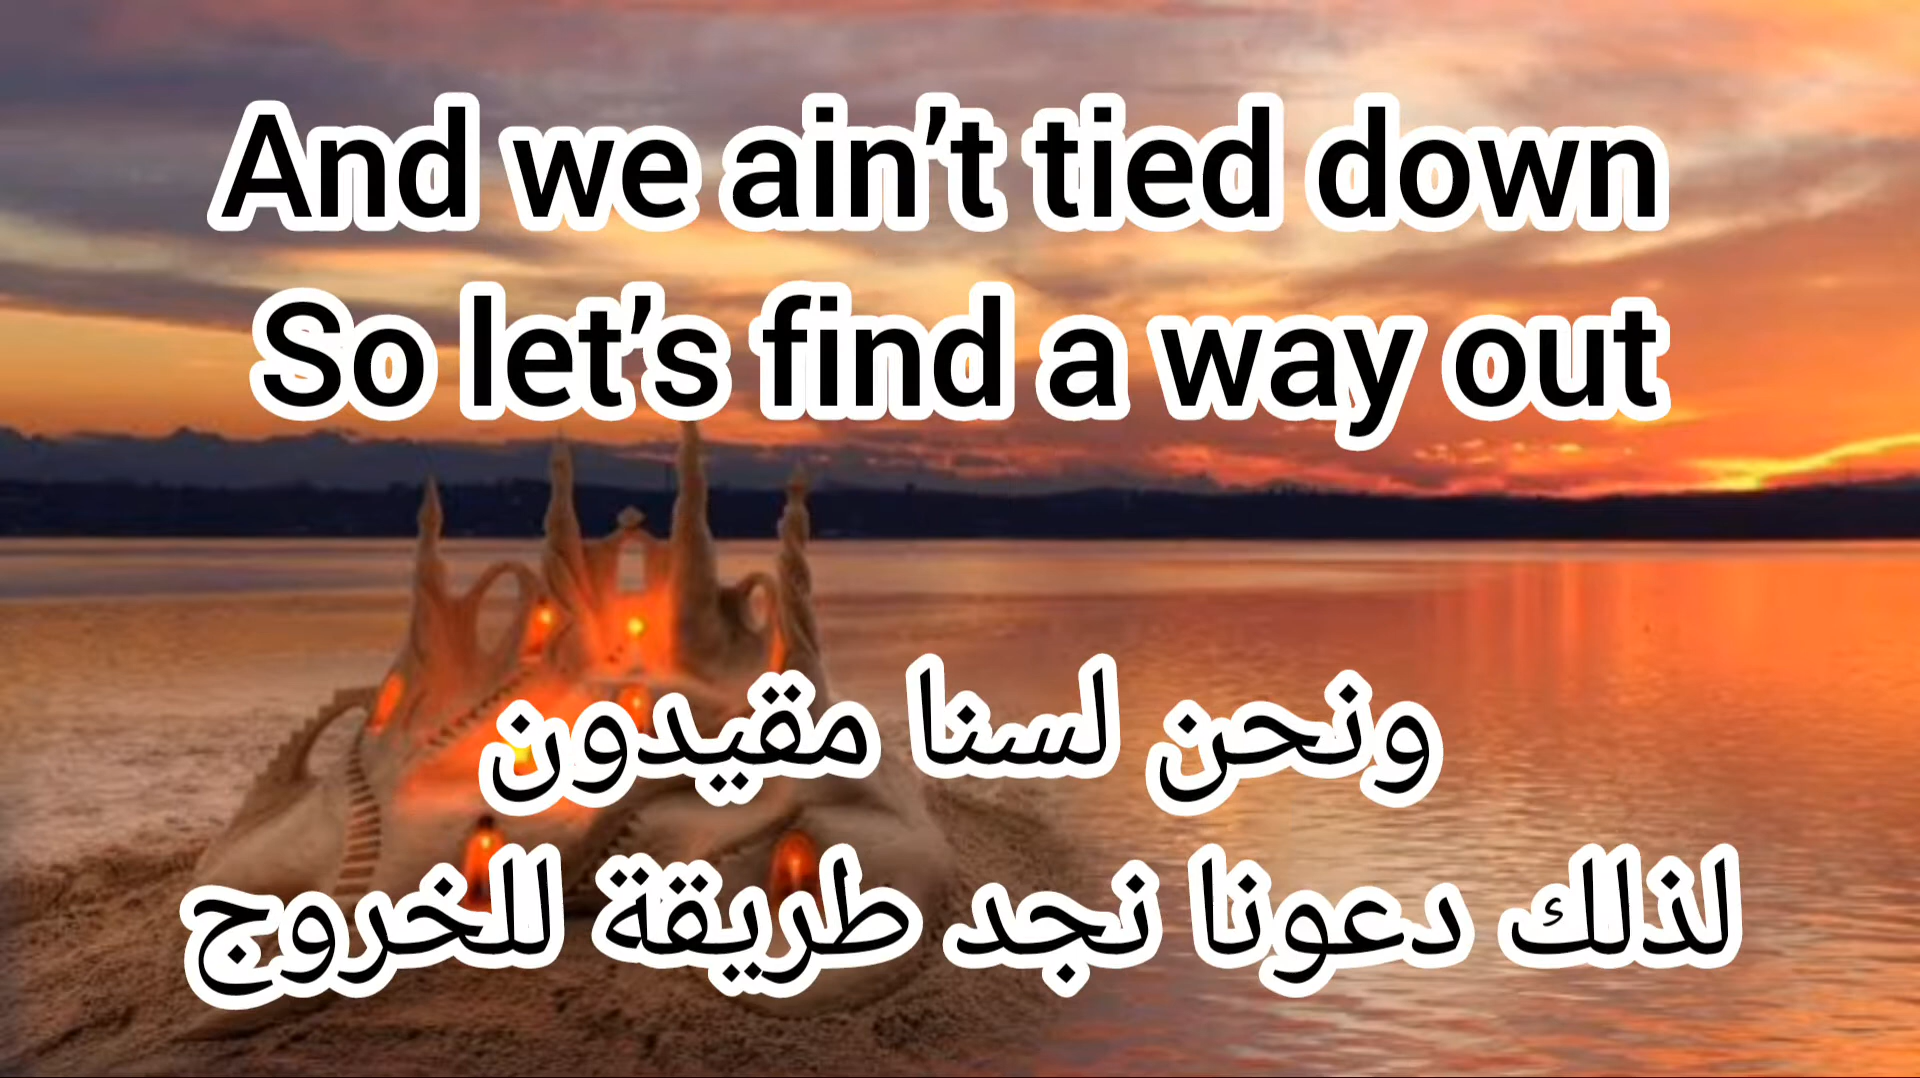 And we ain’t tied down
So let’s find a way out
ونحن لسنا مقيدون
لذلك دعونا نجد طريقة للخروج